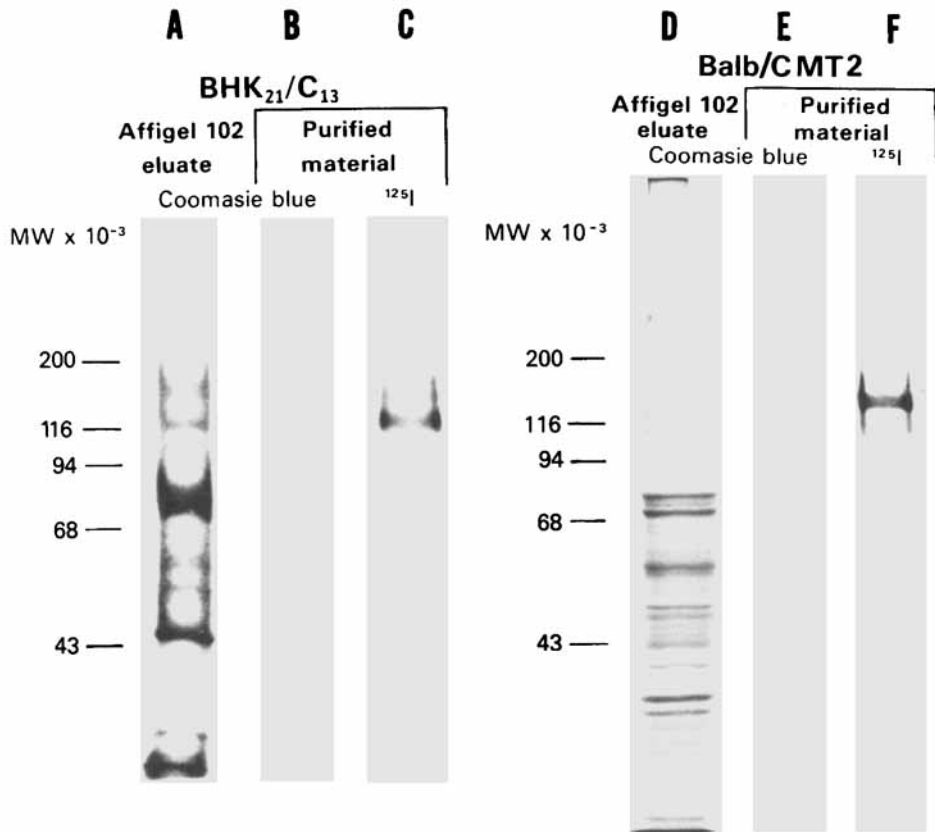 A B C
BHK21/C13
Affigel 102 eluate
Purified material
Coomasie blue
125I
MW x 10-3
200
116
94
68
43
D E F
Balb/CMT2
Affigel 102 eluate
Purified material
Coomasie blue
125I
MW x 10-3
200
116
94
68
43